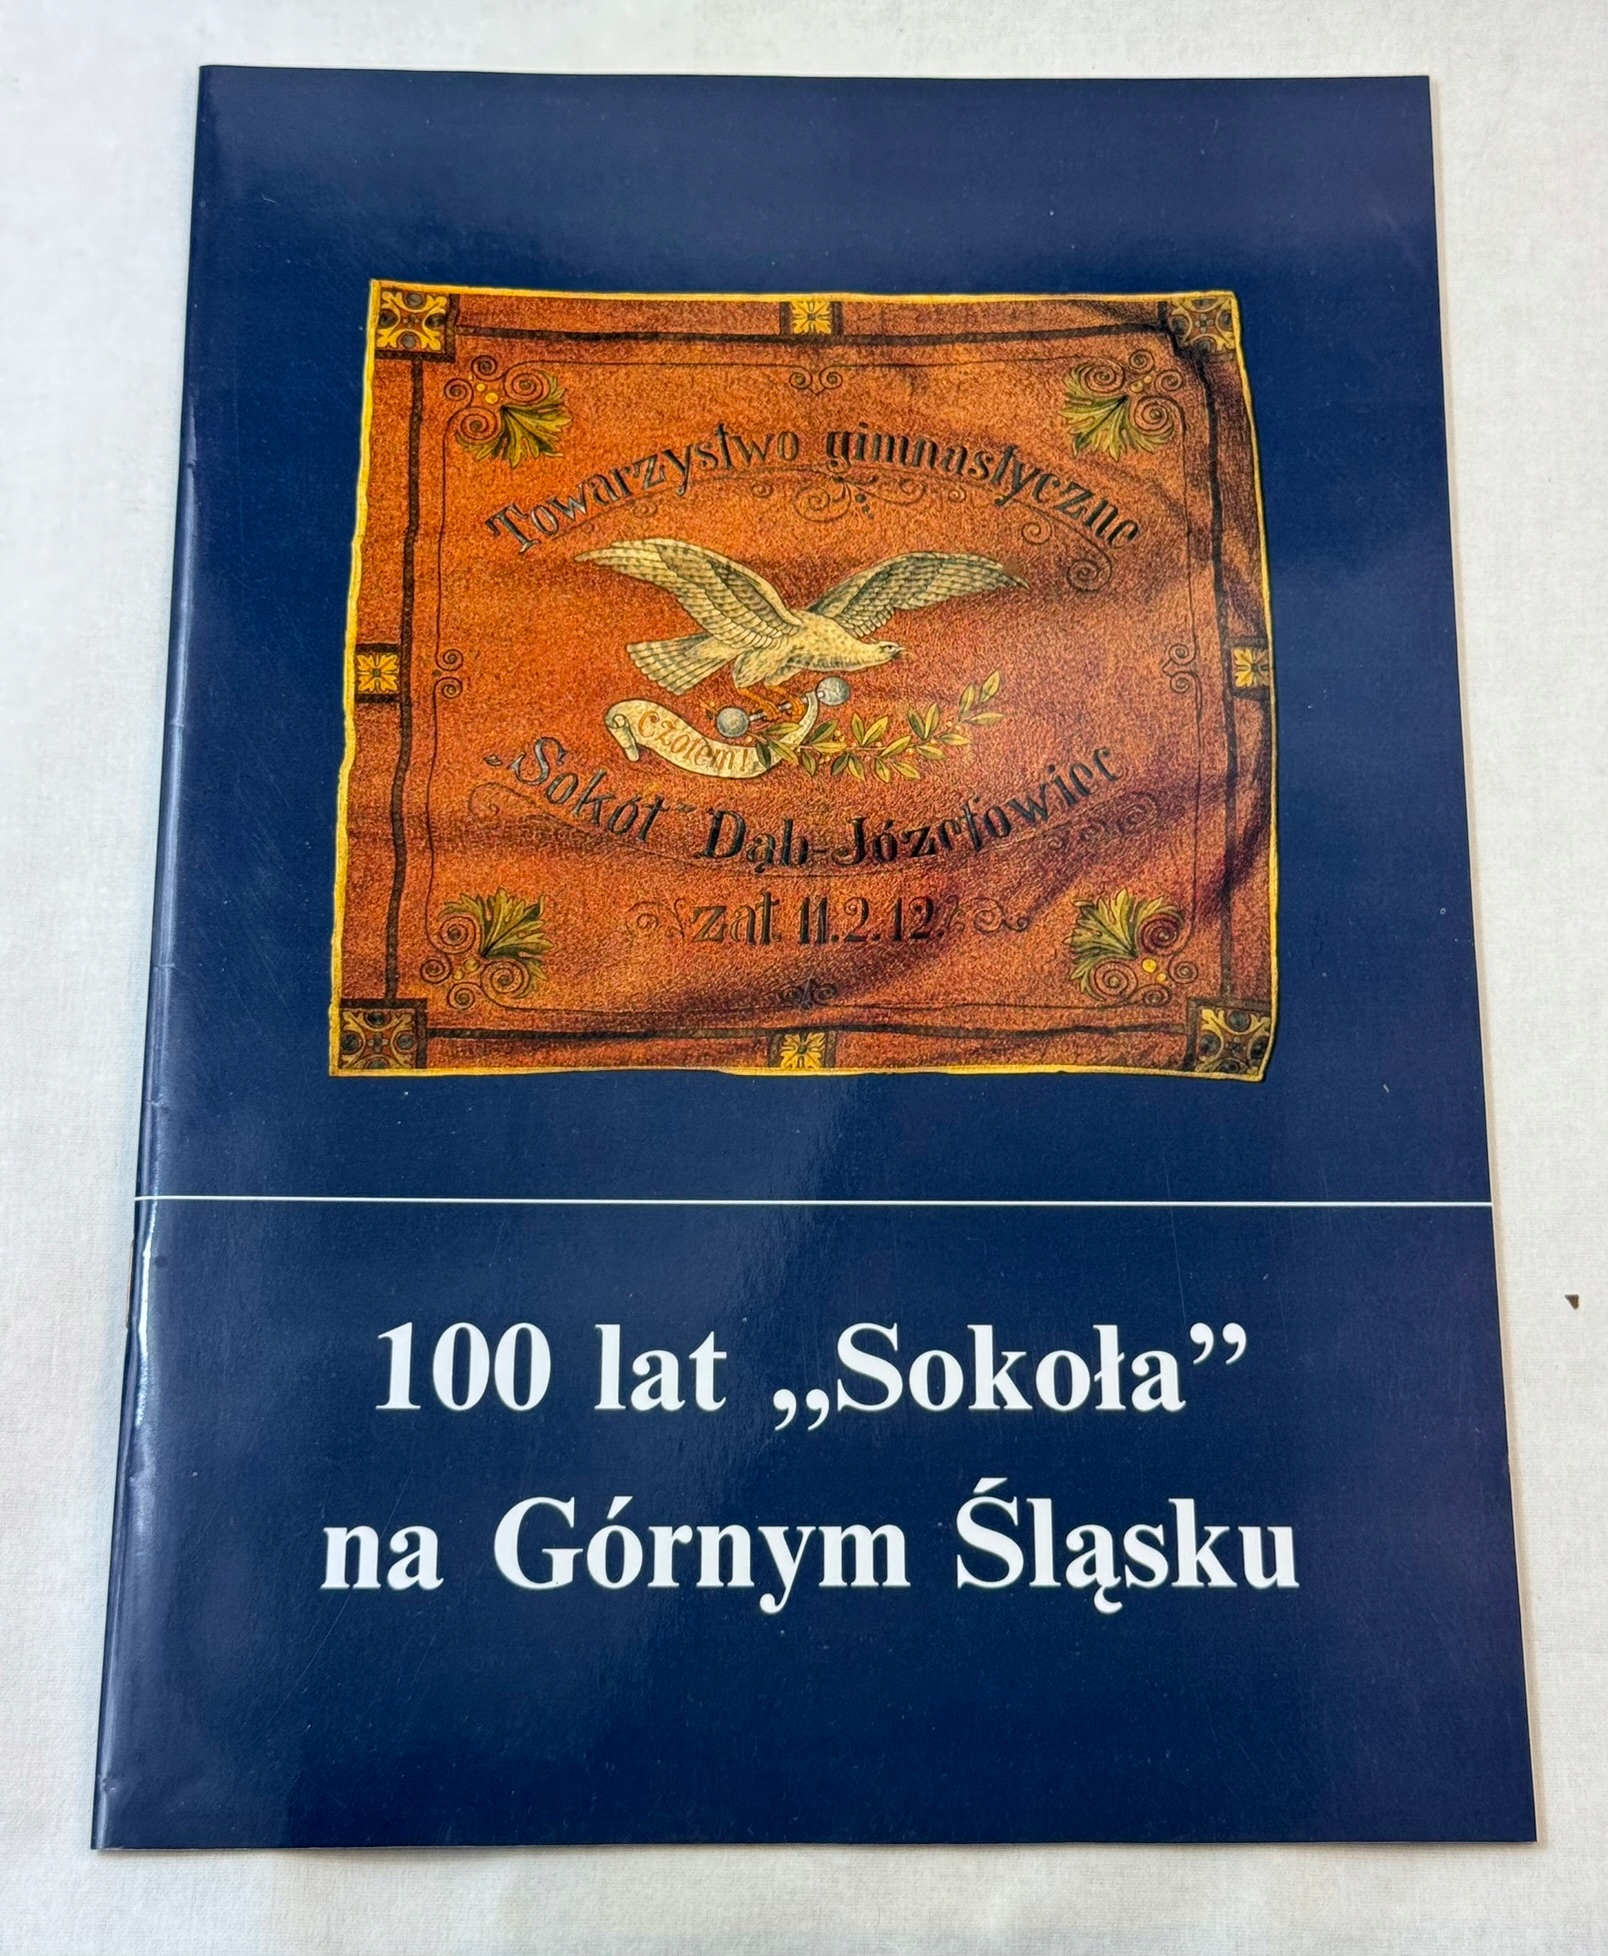 Towarzystwo gimnastyczne
Czołem!
„Sokół” Dąb-Józefowiec
zał. 11.2.12.
100 lat „Sokoła”
na Górnym Śląsku